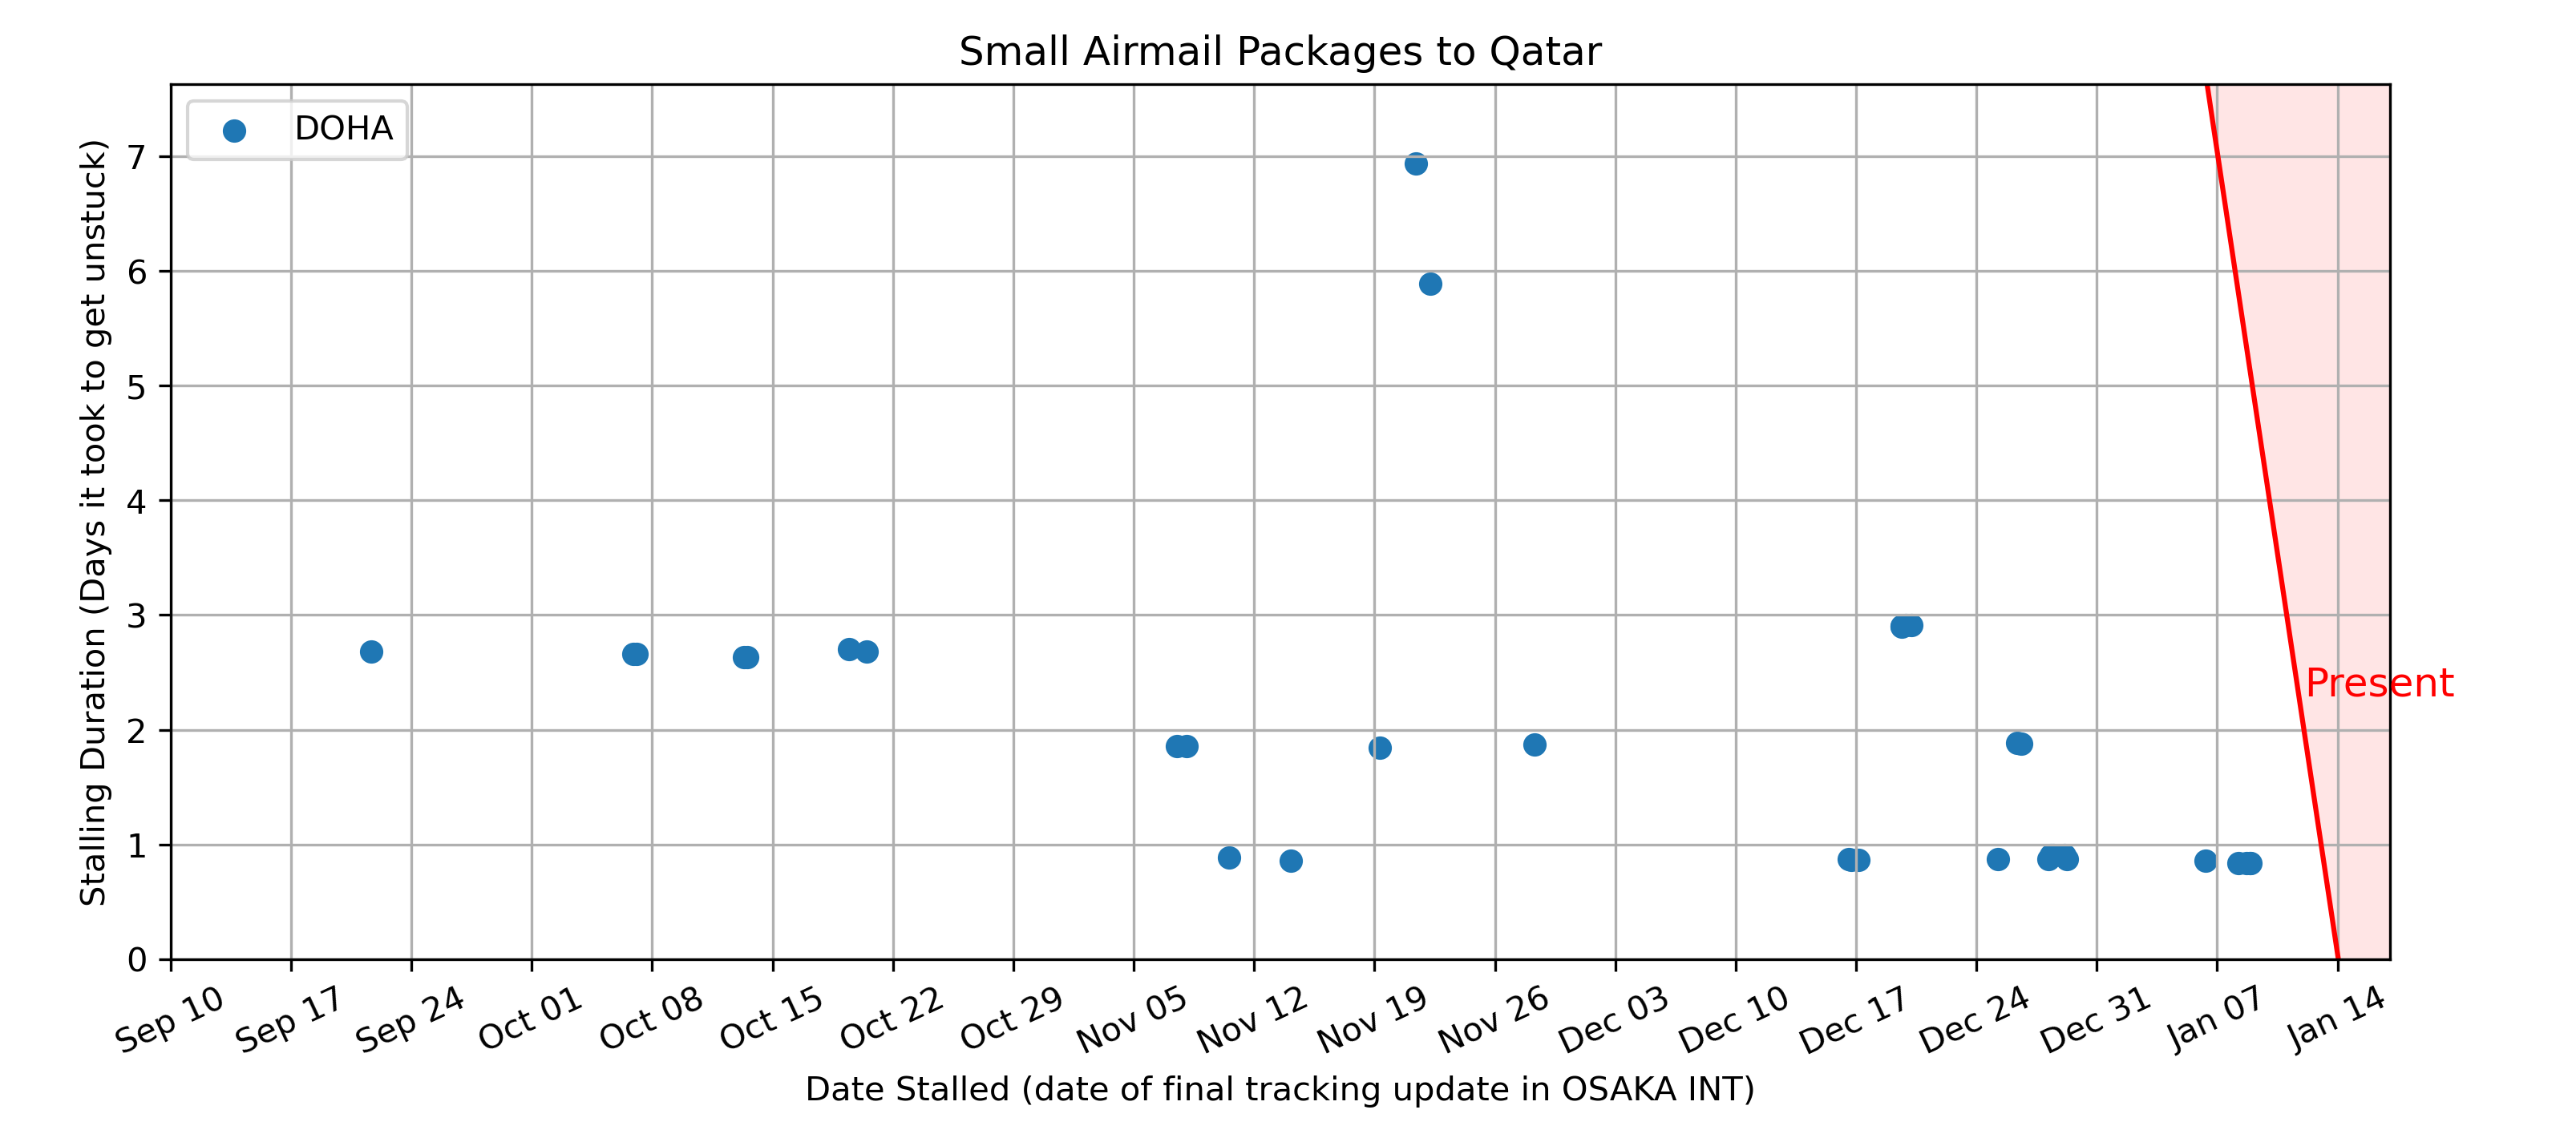 Small Airmail Packages to Qatar
DOHA
Stalling Duration (Days it took to get unstuck)
7
6
5
4
3
2
1
0
Present
Sep 10
Sep 17
Sep 24
Oct 01
Oct 08
Oct 15
Oct 22
Oct 29
Nov 05
Nov 12
Nov 19
Nov 26
Dec 03
Dec 10
Dec 17
Dec 24
Dec 31
Jan 07
Jan 14
Date Stalled (date of final tracking update in OSAKA INT)